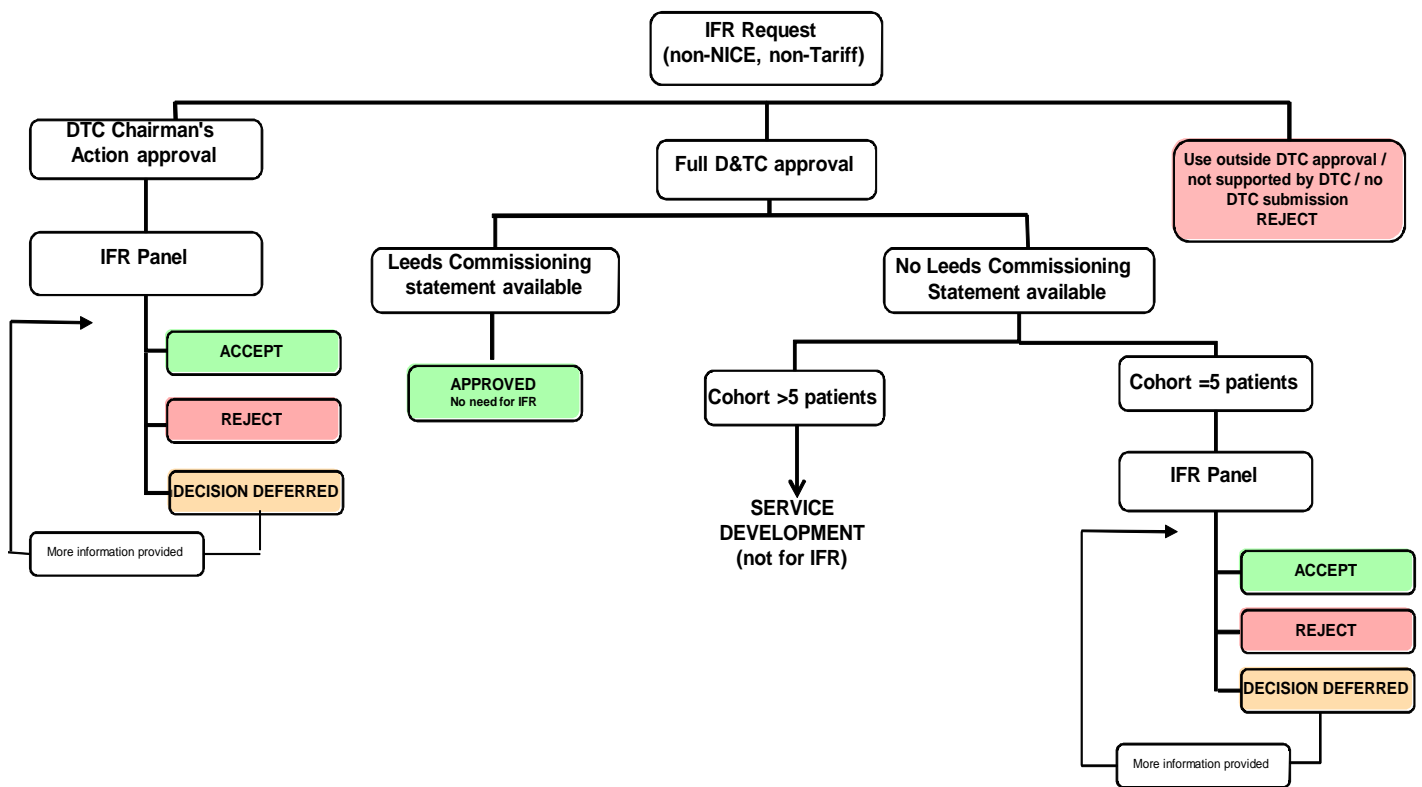 IFR Request
(non-NICE, non-Tariff)
DTC Chairman's
Action approval
Full D&TC approval
Use outside DTC approval /
not supported by DTC / no
DTC submission
REJECT
IFR Panel
Leeds Commissioning
statement available
No Leeds Commissioning
Statement available
ACCEPT
REJECT
DECISION DEFERRED
More information provided
APPROVED
No need for IFR
Cohort >5 patients
SERVICE
DEVELOPMENT
(not for IFR)
Cohort =5 patients
IFR Panel
ACCEPT
REJECT
DECISION DEFERRED
More information provided